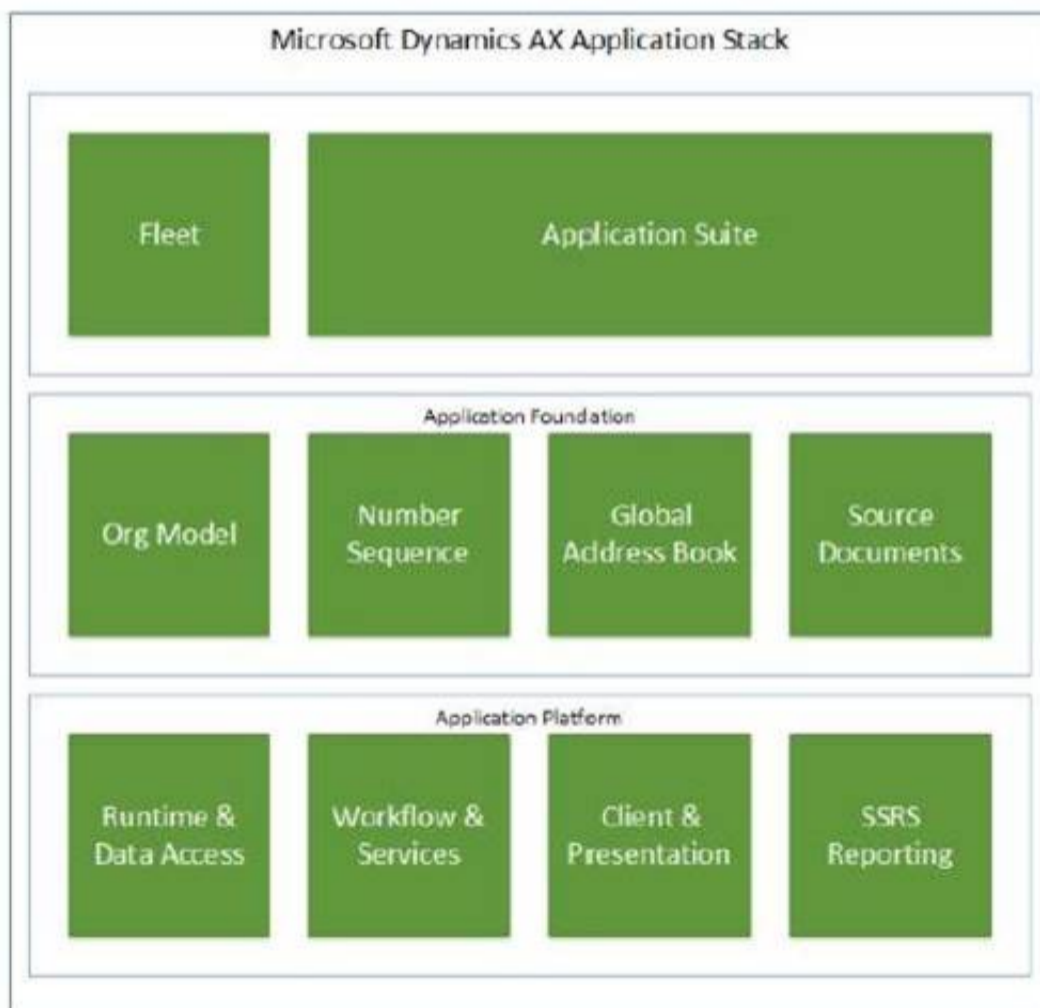 Microsoft Dynamics AX Application Stack
Fleet
Application Suite
Application Foundation
Org Model
Number
Sequence
Global
Address Book
Source
Documents
Application Platform
Runtime &
Data Access
Workflow &
Services
Client &
Presentation
SSRS
Reporting